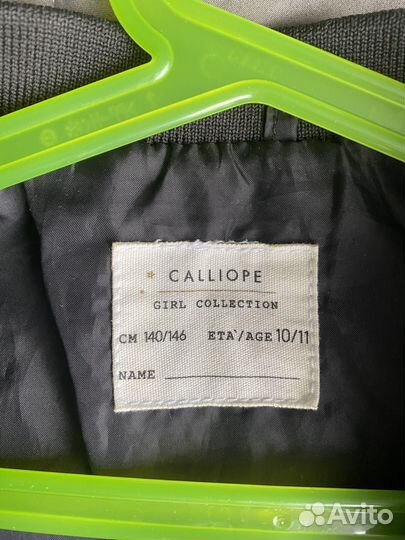 CALLIOPE
GIRL COLLECTION
CM 140/146 ETA'/AGE 10/11
NAME
Avito